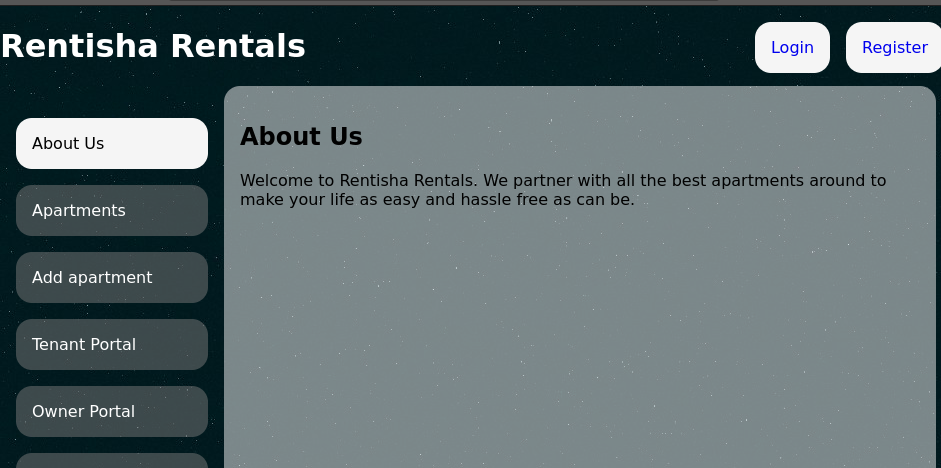 Rentisha Rentals
Login
Register
About Us
Apartments
Add apartment
Tenant Portal
Owner Portal
About Us
Welcome to Rentisha Rentals. We partner with all the best apartments around to
make your life as easy and hassle free as can be.